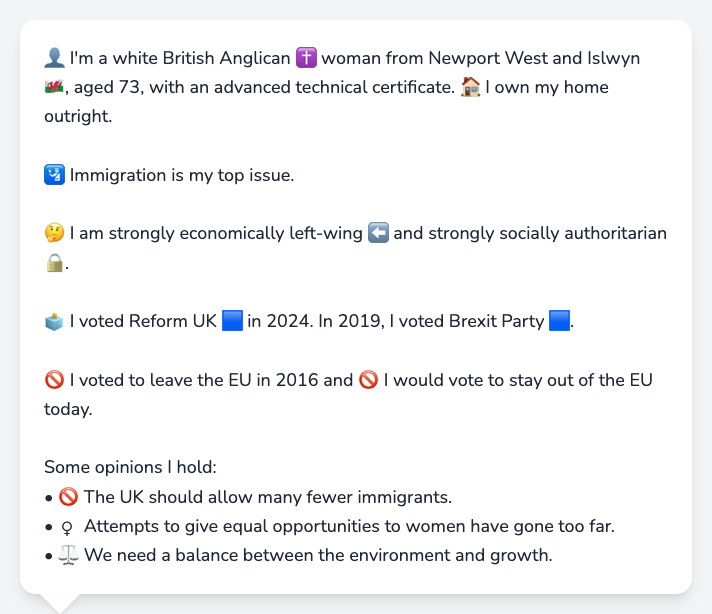 👤 I'm a white British Anglican ✝️ woman from Newport West and Islwyn
🏴󠁧󠁢󠁷󠁬󠁳󠁿, aged 73, with an advanced technical certificate. 🏠 I own my home
outright.
🛂 Immigration is my top issue.
🤔 I am strongly economically left-wing ⬅️ and strongly socially authoritarian
🔒.
🗳️ I voted Reform UK 🟦 in 2024. In 2019, I voted Brexit Party 🟦.
🚫 I voted to leave the EU in 2016 and 🚫 I would vote to stay out of the EU
today.
Some opinions I hold:
• 🚫 The UK should allow many fewer immigrants.
• ♀ Attempts to give equal opportunities to women have gone too far.
• ⚖️ We need a balance between the environment and growth.